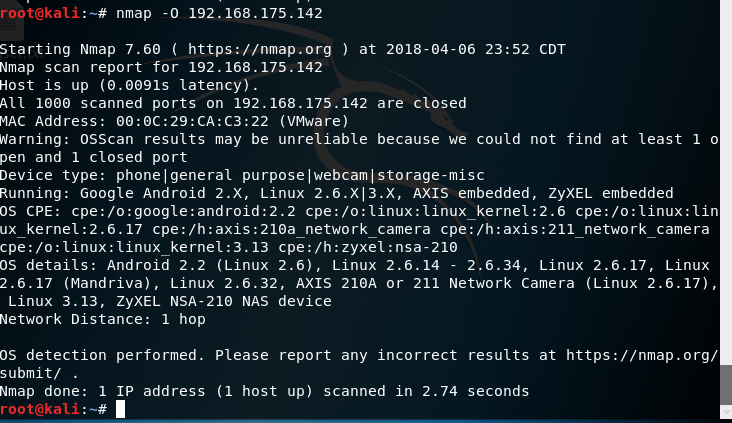 root@kali:~# nmap -O 192.168.175.142
Starting Nmap 7.60 ( https://nmap.org ) at 2018-04-06 23:52 CDT
Nmap scan report for 192.168.175.142
Host is up (0.0091s latency).
All 1000 scanned ports on 192.168.175.142 are closed
MAC Address: 00:0C:29:CA:C3:22 (VMware)
Warning: OSScan results may be unreliable because we could not find at least 1 o
pen and 1 closed port
Device type: phone|general purpose|webcam|storage-misc
Running: Google Android 2.X, Linux 2.6.X|3.X, AXIS embedded, ZyXEL embedded
OS CPE: cpe:/o:google:android:2.2 cpe:/o:linux:linux_kernel:2.6 cpe:/o:linux:lin
ux_kernel:2.6.17 cpe:/h:axis:210a_network_camera cpe:/h:axis:211_network_camera
cpe:/o:linux:linux_kernel:3.13 cpe:/h:zyxel:nsa-210
OS details: Android 2.2 (Linux 2.6), Linux 2.6.14 - 2.6.34, Linux 2.6.17, Linux
2.6.17 (Mandriva), Linux 2.6.32, AXIS 210A or 211 Network Camera (Linux 2.6.17),
 Linux 3.13, ZyXEL NSA-210 NAS device
Network Distance: 1 hop
OS detection performed. Please report any incorrect results at https://nmap.org/
submit/ .
Nmap done: 1 IP address (1 host up) scanned in 2.74 seconds
root@kali:~#